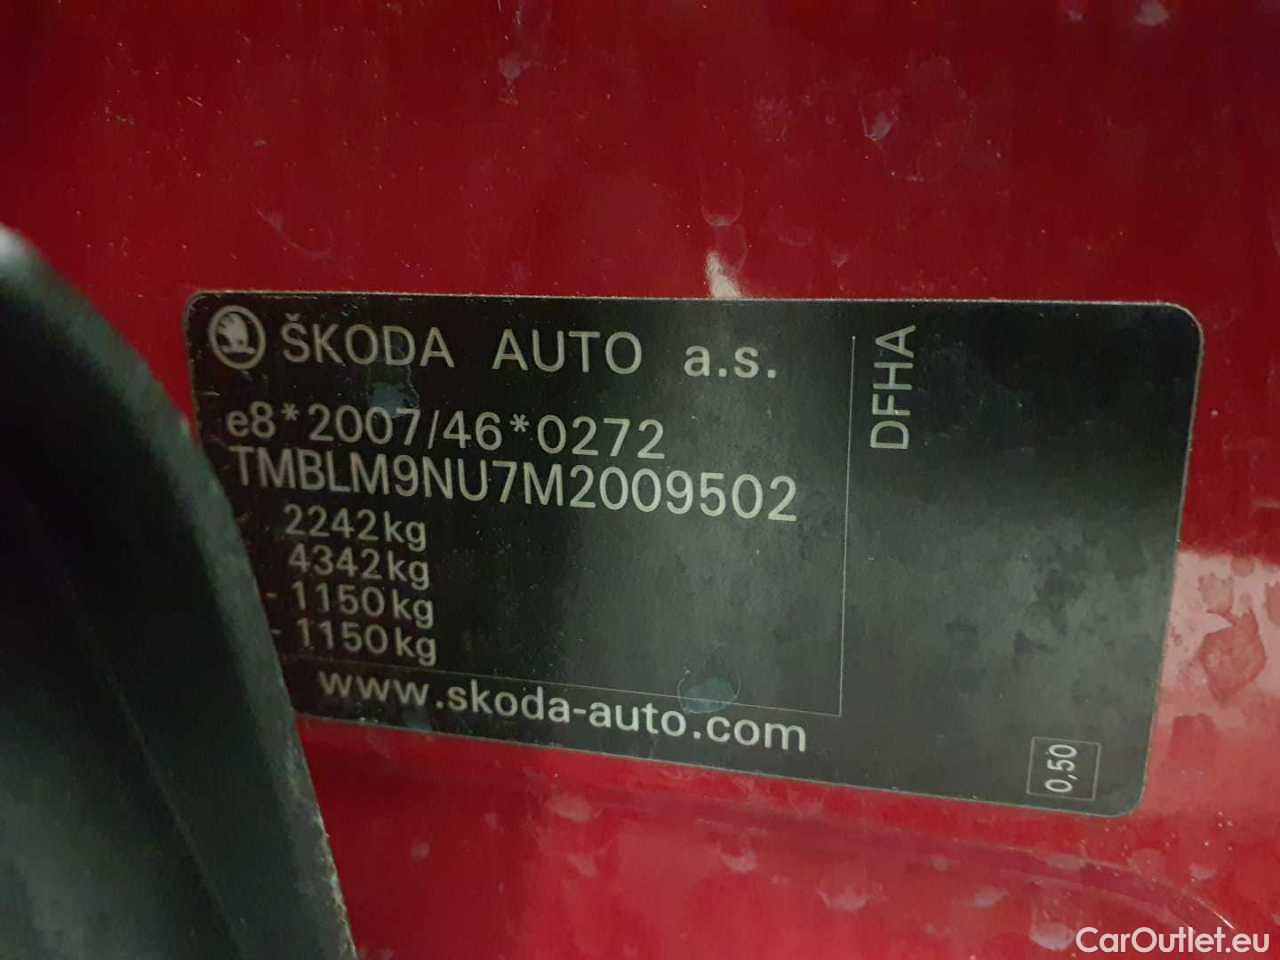 ŠKODA AUTO a.s.
e8*2007/46*0272
TMBLM9NU7M2009502
2242kg
4342kg
- 1150kg
- 1150kg
www.skoda-auto.com
DFHA
0,50
CarOutlet.eu